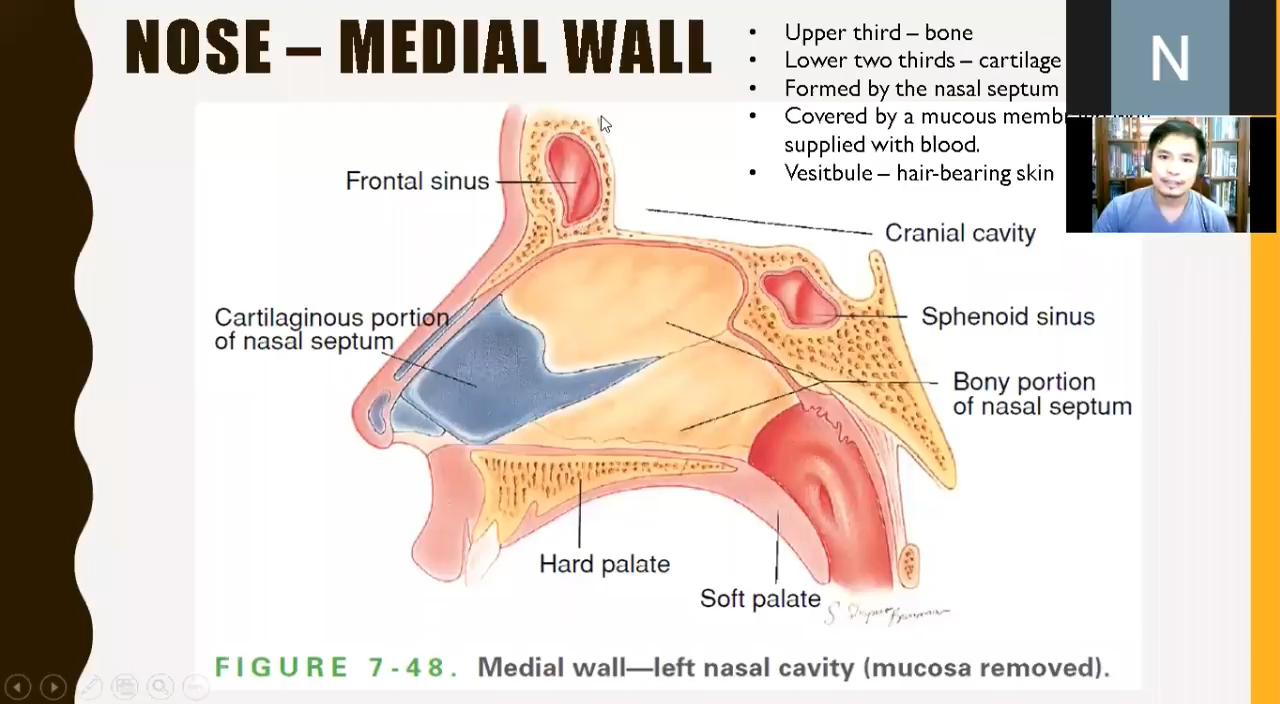 NOSE – MEDIAL WALL
• Upper third – bone
• Lower two thirds – cartilage
• Formed by the nasal septum
• Covered by a mucous
supplied with blood.
• Vesitbule – hair-bearing skin
N
Frontal sinus
Cranial cavity
Cartilaginous portion
of nasal septum
Sphenoid sinus
Bony portion
of nasal septum
Hard palate
Soft palate
FIGURE 7-48. Medial wall—left nasal cavity (mucosa removed).